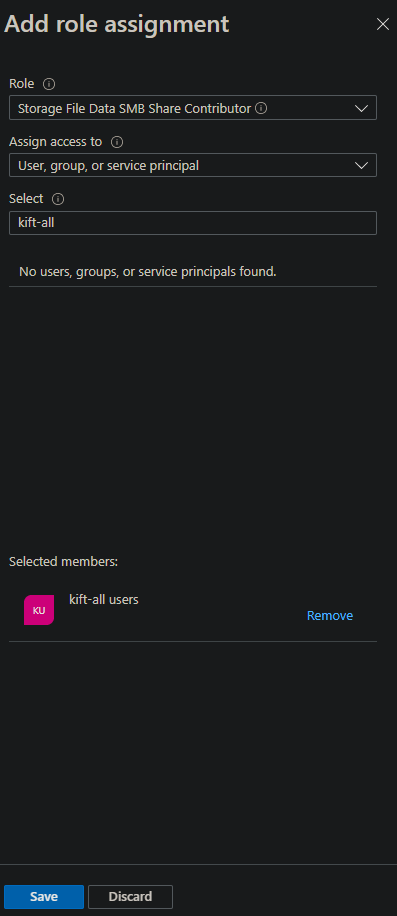 Add role assignment
Role
Storage File Data SMB Share Contributor
Assign access to
User, group, or service principal
Select
kift-all
No users, groups, or service principals found.
Selected members:
KU
kift-all users
Remove
Save
Discard